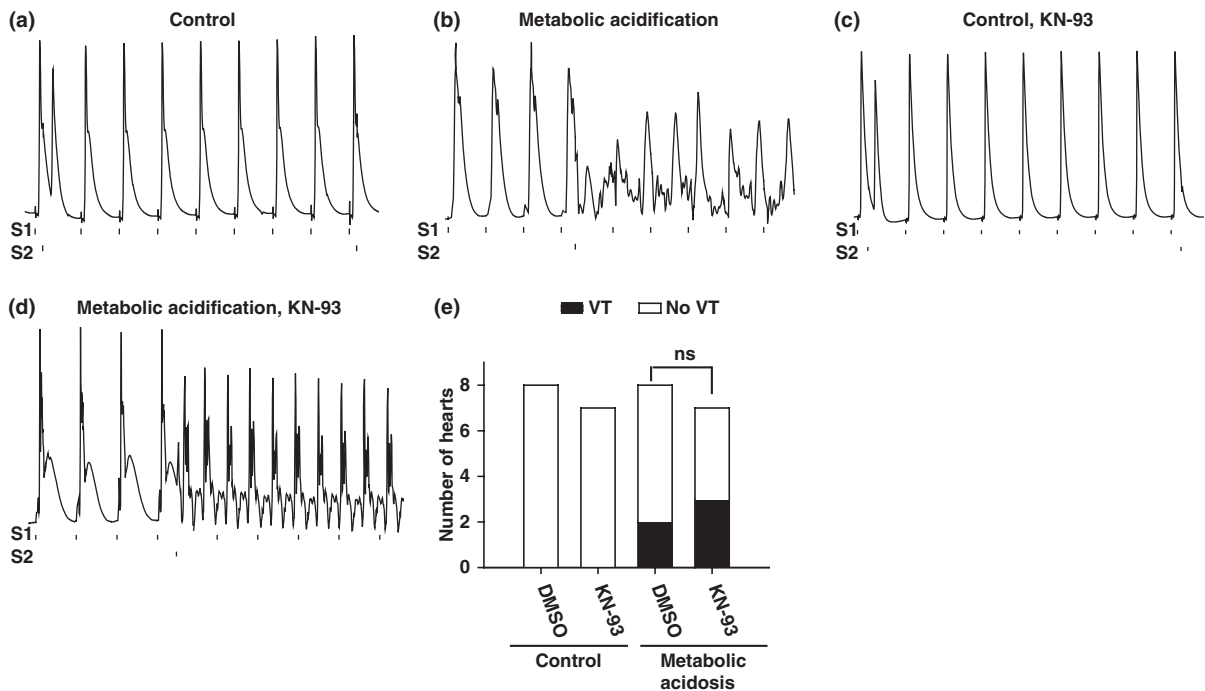 (a) Control
(b) Metabolic acidification
(c) Control, KN-93
S1
S2
S1
S2
S1
S2
(d) Metabolic acidification, KN-93
S1
S2
(e)
VT No VT
ns
Number of hearts
8
6
4
2
0
DMSO
KN-93
DMSO
KN-93
Control
Metabolic
acidosis